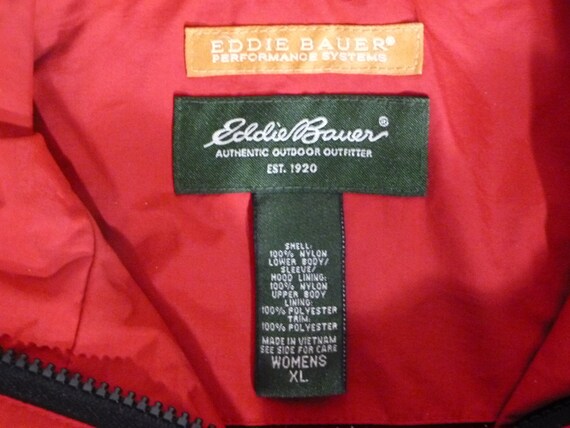 EDDIE BAUER®
PERFORMANCE SYSTEMS
Eddie Bauer®
AUTHENTIC OUTDOOR OUTFITTER
EST. 1920
SHELL:
100% NYLON
LOWER BODY/
SLEEVE/
HOOD LINING:
100% NYLON
UPPER BODY
LINING:
100% POLYESTER
TRIM:
100% POLYESTER
MADE IN VIETNAM
SEE SIDE FOR CARE
WOMENS
XL